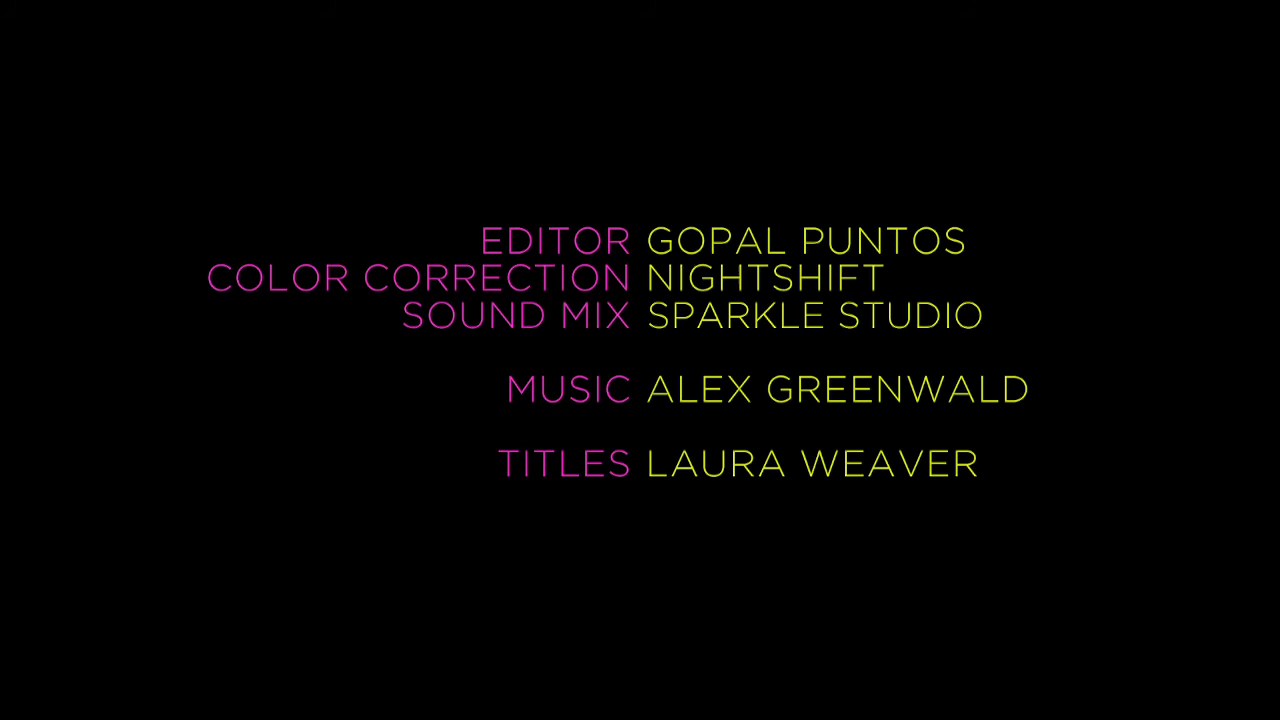 EDITOR GOPAL PUNTOS
COLOR CORRECTION NIGHTSHIFT
SOUND MIX SPARKLE STUDIO
MUSIC ALEX GREENWALD
TITLES LAURA WEAVER